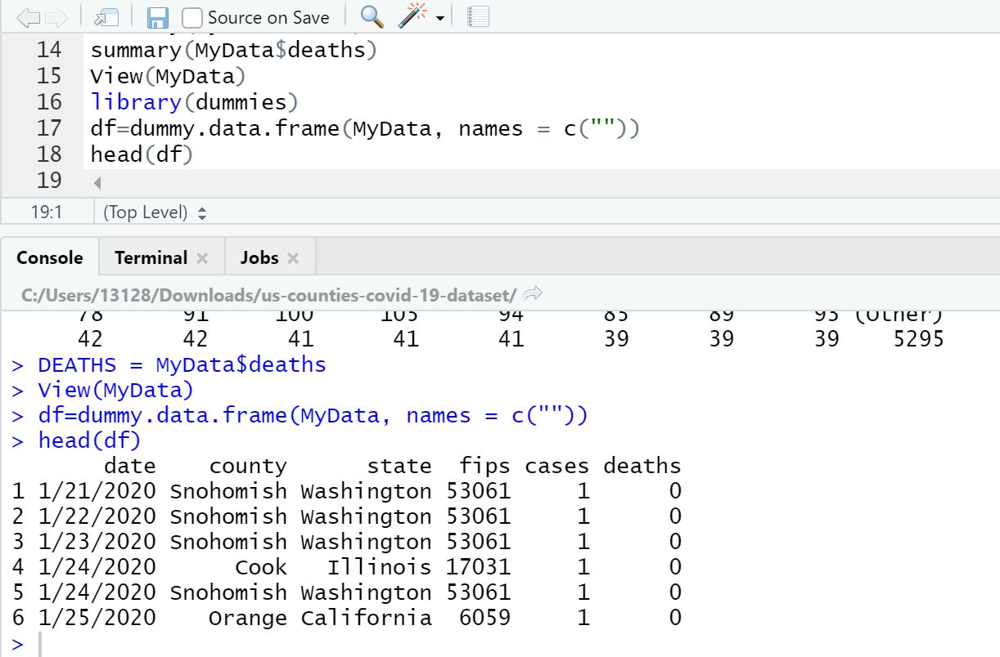 Source on Save
14 summary(MyData$deaths)
15 View(MyData)
16 library(dummies)
17 df=dummy.data.frame(MyData, names = c(""))
18 head(df)
19
19:1 (Top Level)
Console Terminal Jobs
C:/Users/13128/Downloads/us-counties-covid-19-dataset/
78 91 100 105 94 85 89 93 (Other)
42 42 41 41 41 39 39 39 5295
> DEATHS = MyData$deaths
> View(MyData)
> df=dummy.data.frame(MyData, names = c(""))
> head(df)
date county state fips cases deaths
1 1/21/2020 Snohomish Washington 53061 1 0
2 1/22/2020 Snohomish Washington 53061 1 0
3 1/23/2020 Snohomish Washington 53061 1 0
4 1/24/2020 Cook Illinois 17031 1 0
5 1/24/2020 Snohomish Washington 53061 1 0
6 1/25/2020 Orange California 6059 1 0
>